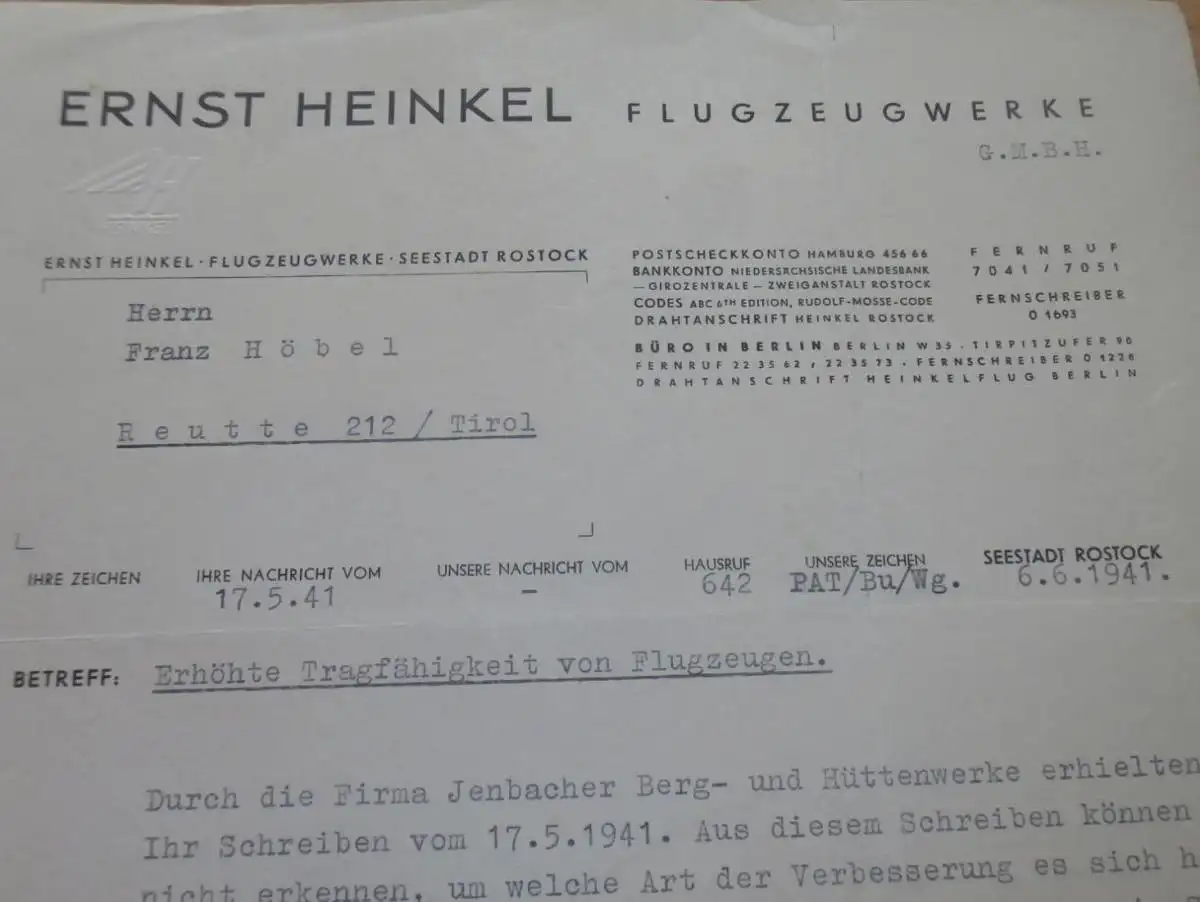 ERNST HEINKEL FLUGZEUGWERKE
G.M.B.H.
ERNST HEINKEL · FLUGZEUGWERKE · SEESTADT ROSTOCK
Herrn
Franz Höbel
Reutte 212 / Tirol
POSTSCHECKKONTO HAMBURG 456 66
BANKKONTO NIEDERSÄCHSISCHE LANDESBANK
— GIROZENTRALE — ZWEIGANSTALT ROSTOCK
CODES ABC 6TH EDITION, RUDOLF-MOSSE-CODE
DRAHTANSCHRIFT HEINKEL ROSTOCK
FERNRUF
7041 / 7051
FERNSCHREIBER
O 1693
BÜRO IN BERLIN BERLIN W 35 · TIRPITZUFER 90
FERNRUF 22 35 62 / 22 35 73 · FERNSCHREIBER O 1228
DRAHTANSCHRIFT HEINKELFLUG BERLIN
IHRE ZEICHEN IHRE NACHRICHT VOM UNSERE NACHRICHT VOM HAUSRUF UNSERE ZEICHEN SEESTADT ROSTOCK
17.5.41 — 642 PAT/Bu/Wg. 6.6.1941.
BETREFF: Erhöhte Tragfähigkeit von Flugzeugen.
Durch die Firma Jenbacher Berg- und Hüttenwerke erhielten
Ihr Schreiben vom 17.5.1941. Aus diesem Schreiben können
nicht erkennen, um welche Art der Verbesserung es sich